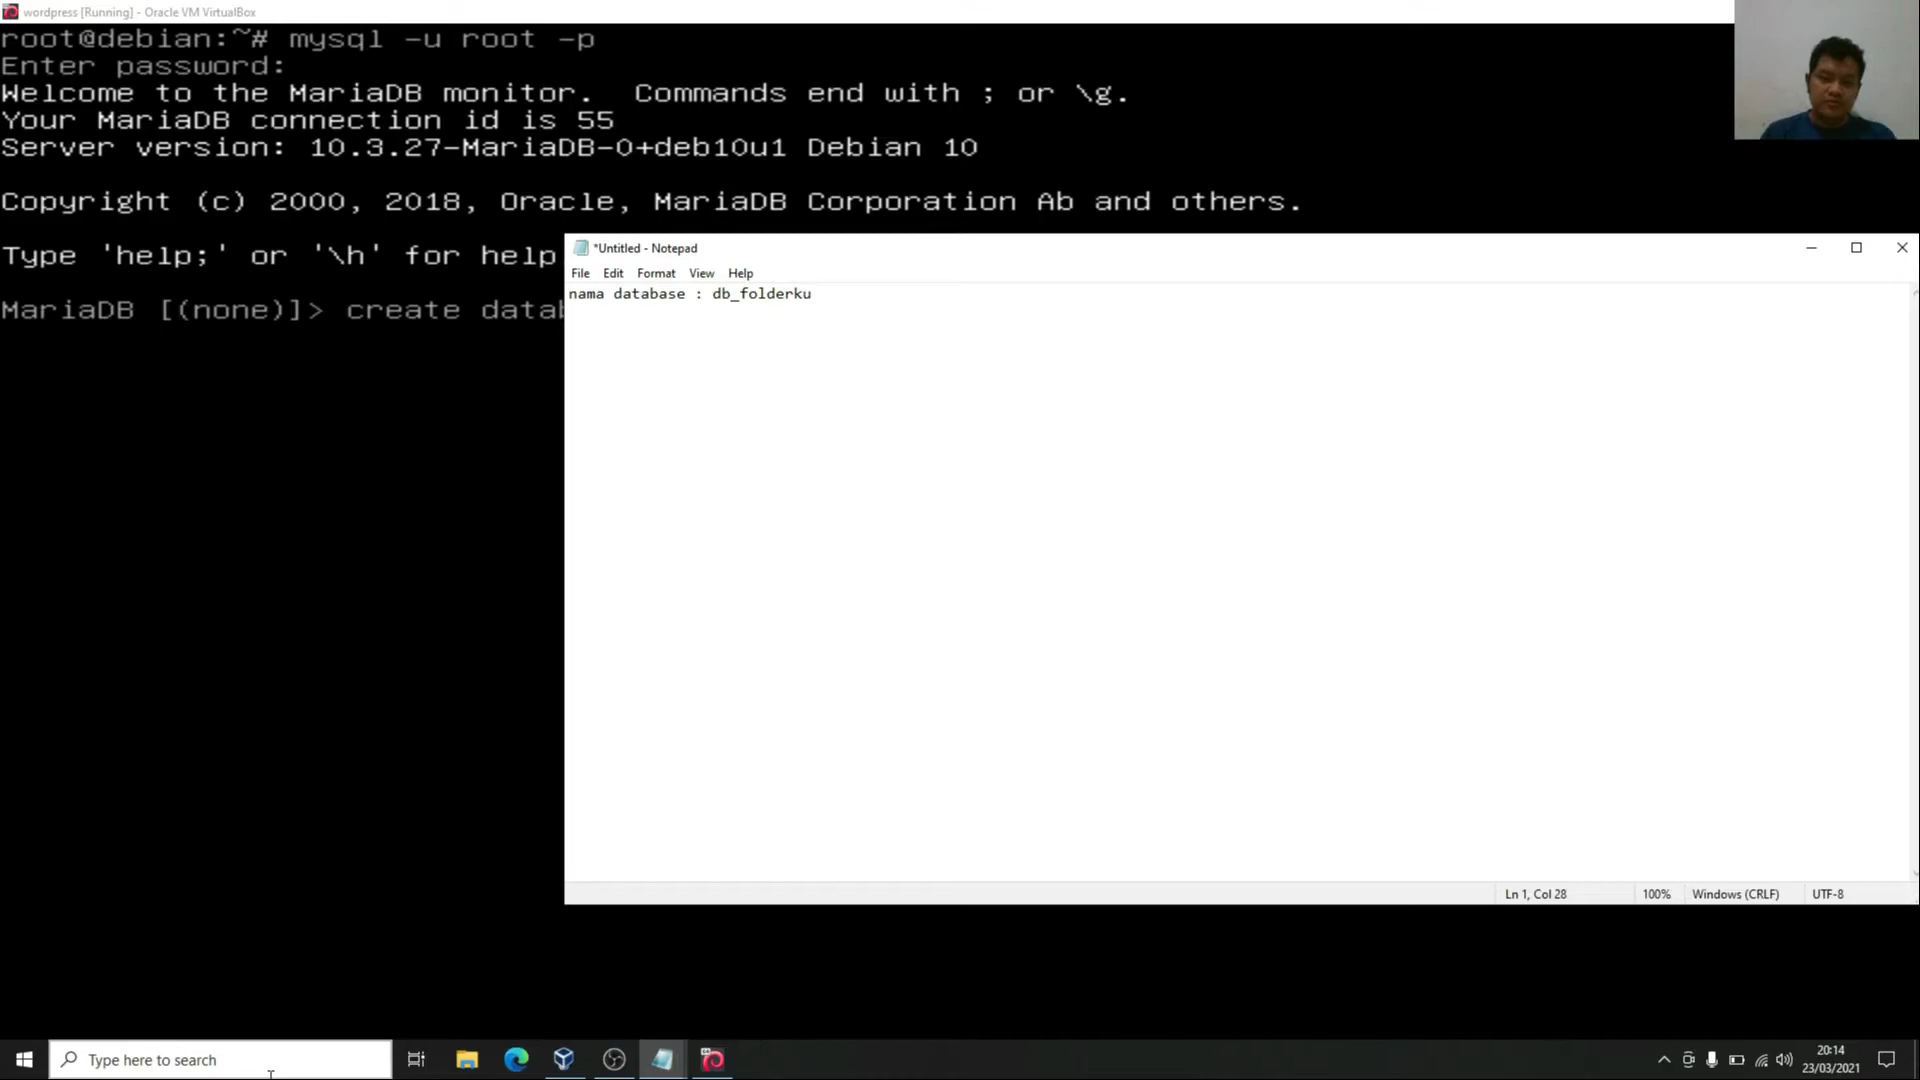 wordpress [Running] - Oracle VM VirtualBox
root@debian:~# mysql -u root -p
Enter password:
Welcome to the MariaDB monitor.  Commands end with ; or \g.
Your MariaDB connection id is 55
Server version: 10.3.27-MariaDB-0+deb10u1 Debian 10
Copyright (c) 2000, 2018, Oracle, MariaDB Corporation Ab and others.
Type 'help;' or '\h' for help
MariaDB [(none)]> create datab
*Untitled - Notepad
File Edit Format View Help
nama database : db_folderku
Ln 1, Col 28 100% Windows (CRLF) UTF-8
Type here to search
20:14
23/03/2021